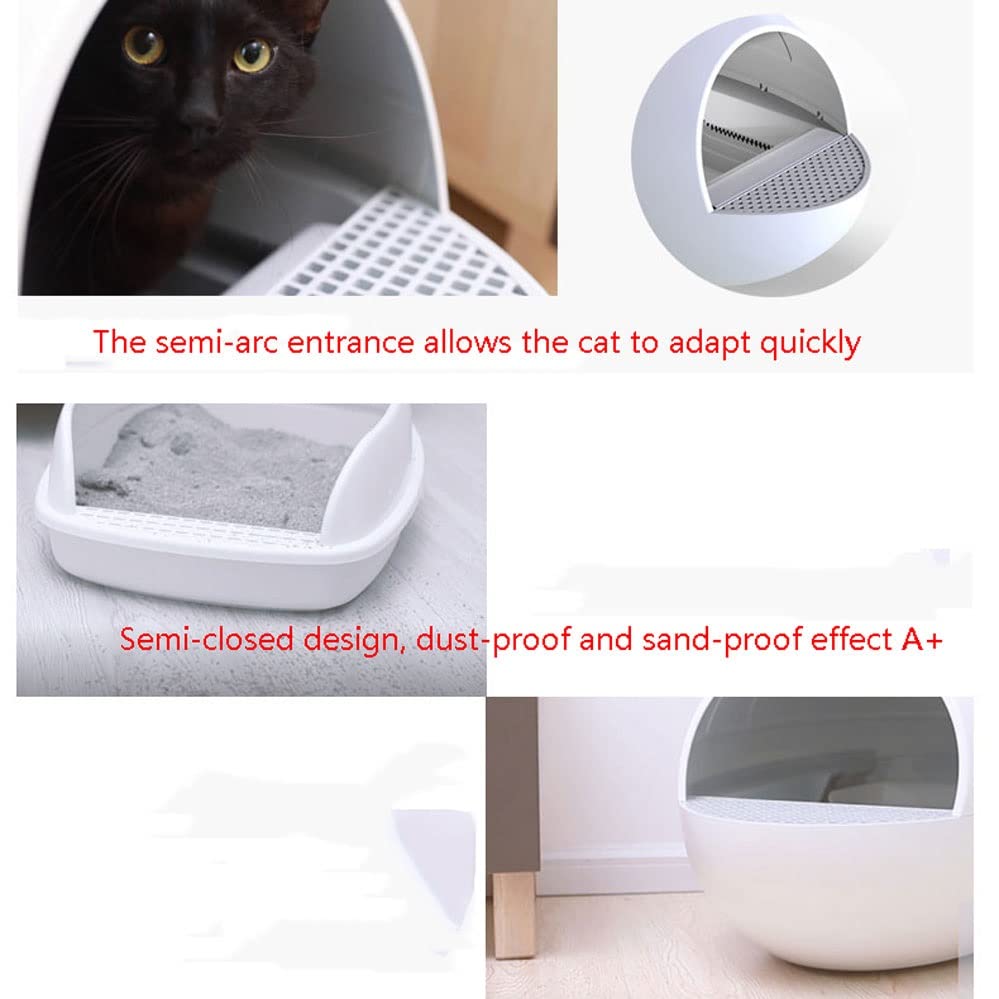 The semi-arc entrance allows the cat to adapt quickly
Semi-closed design, dust-proof and sand-proof effect A+